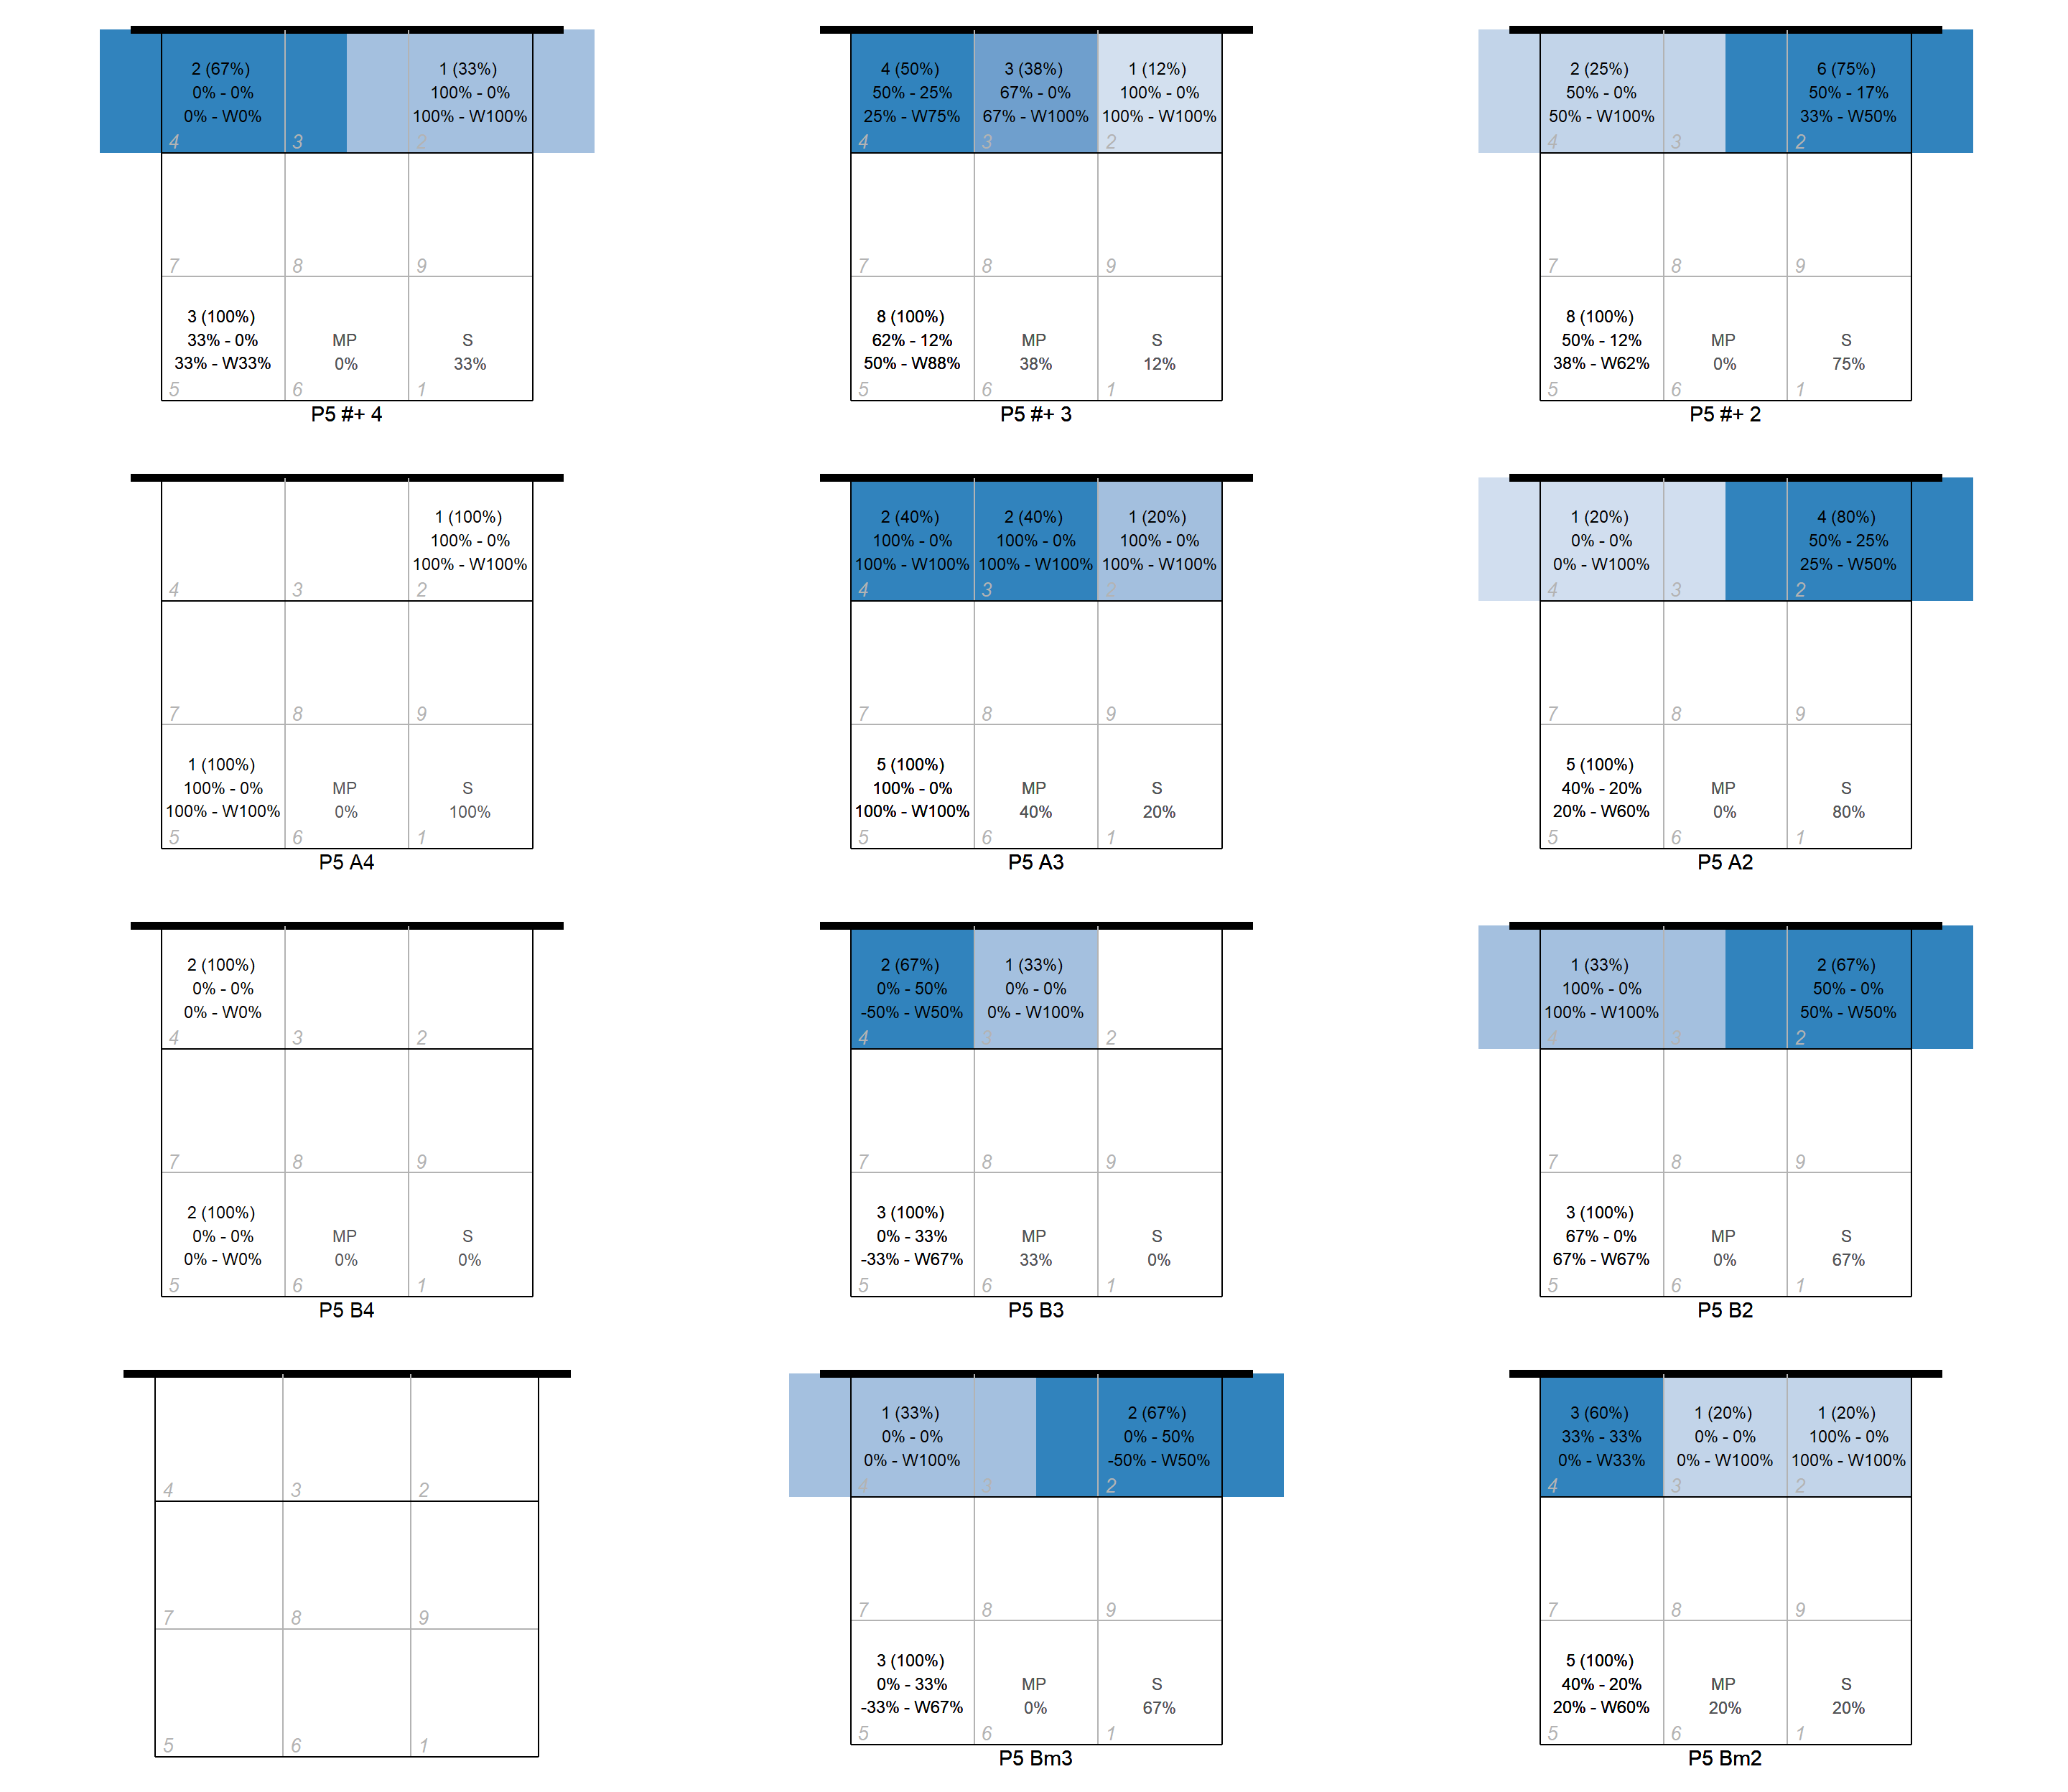 2 (67%)
0% - 0%
0% - W0%
4
3
1 (33%)
100% - 0%
100% - W100%
2
7
8
9
3 (100%)
33% - 0%
33% - W33%
5
MP
0%
6
S
33%
1
P5 #+ 4
4 (50%)
50% - 25%
25% - W75%
4
3 (38%)
67% - 0%
67% - W100%
3
1 (12%)
100% - 0%
100% - W100%
2
7
8
9
8 (100%)
62% - 12%
50% - W88%
5
MP
38%
6
S
12%
1
P5 #+ 3
2 (25%)
50% - 0%
50% - W100%
4
3
6 (75%)
50% - 17%
33% - W50%
2
7
8
9
8 (100%)
50% - 12%
38% - W62%
5
MP
0%
6
S
75%
1
P5 #+ 2
4
3
1 (100%)
100% - 0%
100% - W100%
2
7
8
9
1 (100%)
100% - 0%
100% - W100%
5
MP
0%
6
S
100%
1
P5 A4
2 (40%)
100% - 0%
100% - W100%
4
2 (40%)
100% - 0%
100% - W100%
3
1 (20%)
100% - 0%
100% - W100%
2
7
8
9
5 (100%)
100% - 0%
100% - W100%
5
MP
40%
6
S
20%
1
P5 A3
1 (20%)
0% - 0%
0% - W100%
4
3
4 (80%)
50% - 25%
25% - W50%
2
7
8
9
5 (100%)
40% - 20%
20% - W60%
5
MP
0%
6
S
80%
1
P5 A2
2 (100%)
0% - 0%
0% - W0%
4
3
2
7
8
9
2 (100%)
0% - 0%
0% - W0%
5
MP
0%
6
S
0%
1
P5 B4
2 (67%)
0% - 50%
-50% - W50%
4
1 (33%)
0% - 0%
0% - W100%
3
2
7
8
9
3 (100%)
0% - 33%
-33% - W67%
5
MP
33%
6
S
0%
1
P5 B3
1 (33%)
100% - 0%
100% - W100%
4
3
2 (67%)
50% - 0%
50% - W50%
2
7
8
9
3 (100%)
67% - 0%
67% - W67%
5
MP
0%
6
S
67%
1
P5 B2
4
3
2
7
8
9
5
6
1
1 (33%)
0% - 0%
0% - W100%
4
3
2 (67%)
0% - 50%
-50% - W50%
2
7
8
9
3 (100%)
0% - 33%
-33% - W67%
5
MP
0%
6
S
67%
1
P5 Bm3
3 (60%)
33% - 33%
0% - W33%
4
1 (20%)
0% - 0%
0% - W100%
3
1 (20%)
100% - 0%
100% - W100%
2
7
8
9
5 (100%)
40% - 20%
20% - W60%
5
MP
20%
6
S
20%
1
P5 Bm2